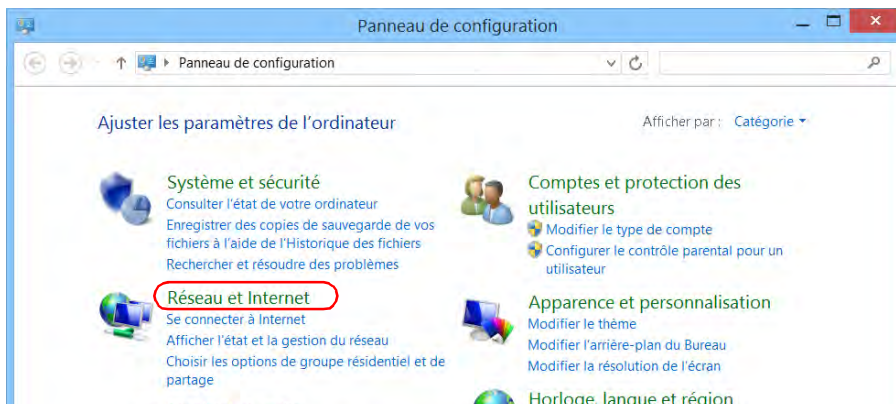 Panneau de configuration
Panneau de configuration
Ajuster les paramètres de l'ordinateur
Afficher par : Catégorie
Système et sécurité
Consulter l'état de votre ordinateur
Enregistrer des copies de sauvegarde de vos
fichiers à l'aide de l'Historique des fichiers
Rechercher et résoudre des problèmes
Réseau et Internet
Se connecter à Internet
Afficher l'état et la gestion du réseau
Choisir les options de groupe résidentiel et de
partage
Comptes et protection des
utilisateurs
Modifier le type de compte
Configurer le contrôle parental pour un
utilisateur
Apparence et personnalisation
Modifier le thème
Modifier l'arrière-plan du Bureau
Modifier la résolution de l'écran
Horloge, langue et région